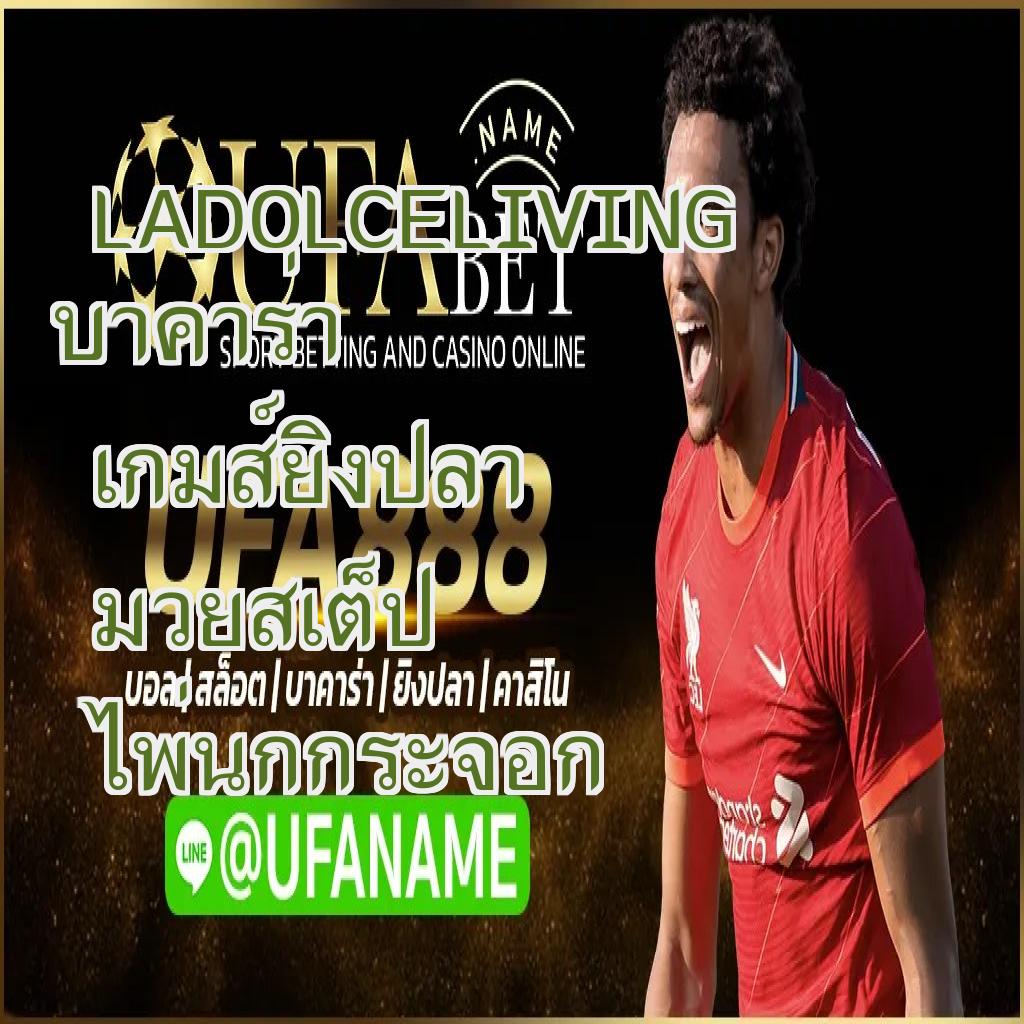 .NAME
LADOLCELIVING
UFABET
บาคาร่า
SPORT BETTING AND CASINO ONLINE
เกมส์ยิงปลา
UFA888
มวยสเต็ป
บอล | สล็อต | บาคาร่า | ยิงปลา | คาสิโน
ไพ่นกกระจอก
LINE @UFANAME